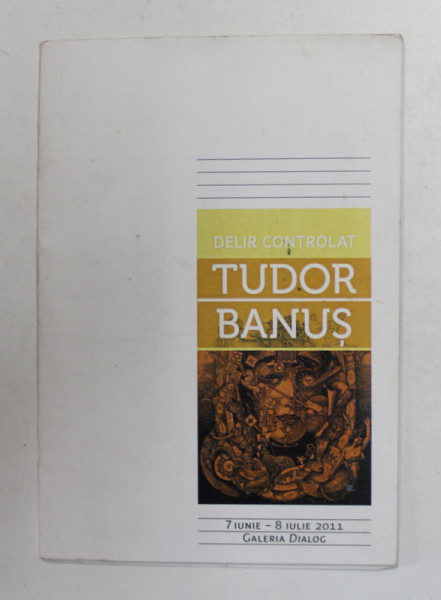 DELIR CONTROLAT
TUDOR
BANUȘ
7 IUNIE – 8 IULIE 2011
GALERIA DIALOG